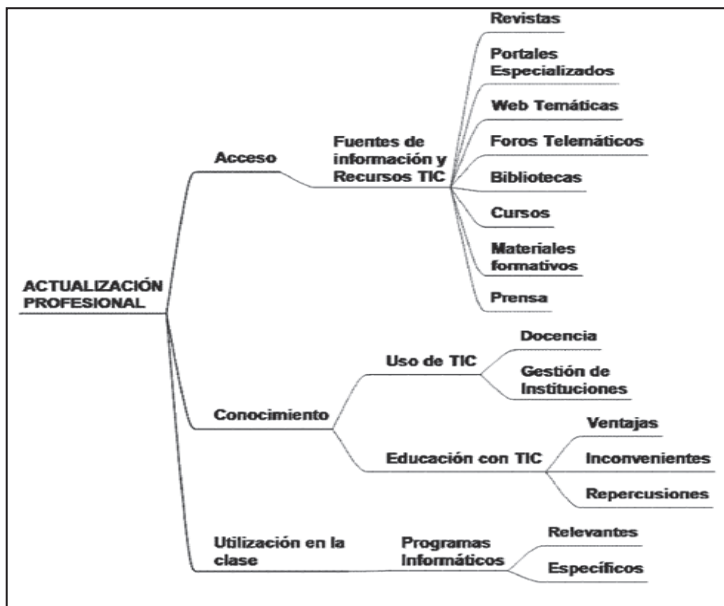 Revistas
Portales
Especializados
Web Temáticas
Foros Telemáticos
Bibliotecas
Cursos
Materiales
formativos
Prensa
Acceso
Fuentes de
información y
Recursos TIC
ACTUALIZACIÓN
PROFESIONAL
Docencia
Uso de TIC
Gestión de
Instituciones
Conocimiento
Ventajas
Educación con TIC
Inconvenientes
Repercusiones
Utilización en la
clase
Programas
Informáticos
Relevantes
Específicos